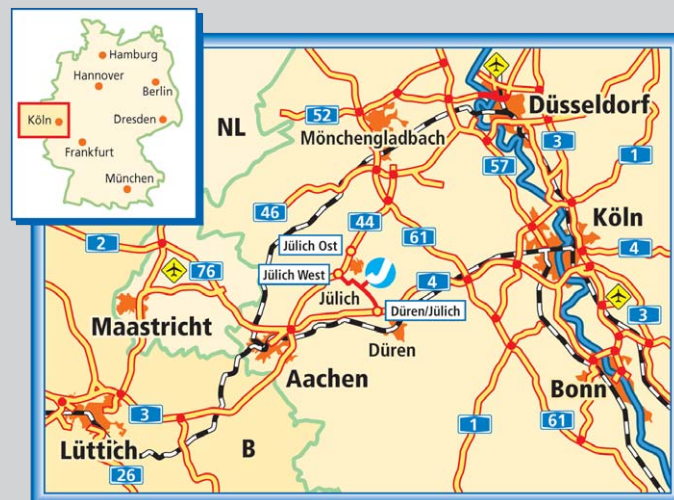 Hamburg
Hannover
Berlin
Köln
Dresden
Frankfurt
München
NL
52
Mönchengladbach
Düsseldorf
57
3
1
46
44
61
Köln
2
Jülich Ost
4
76
Jülich West
4
Jülich
Düren/Jülich
3
Maastricht
Düren
Aachen
Bonn
3
1
61
Lüttich
B
26